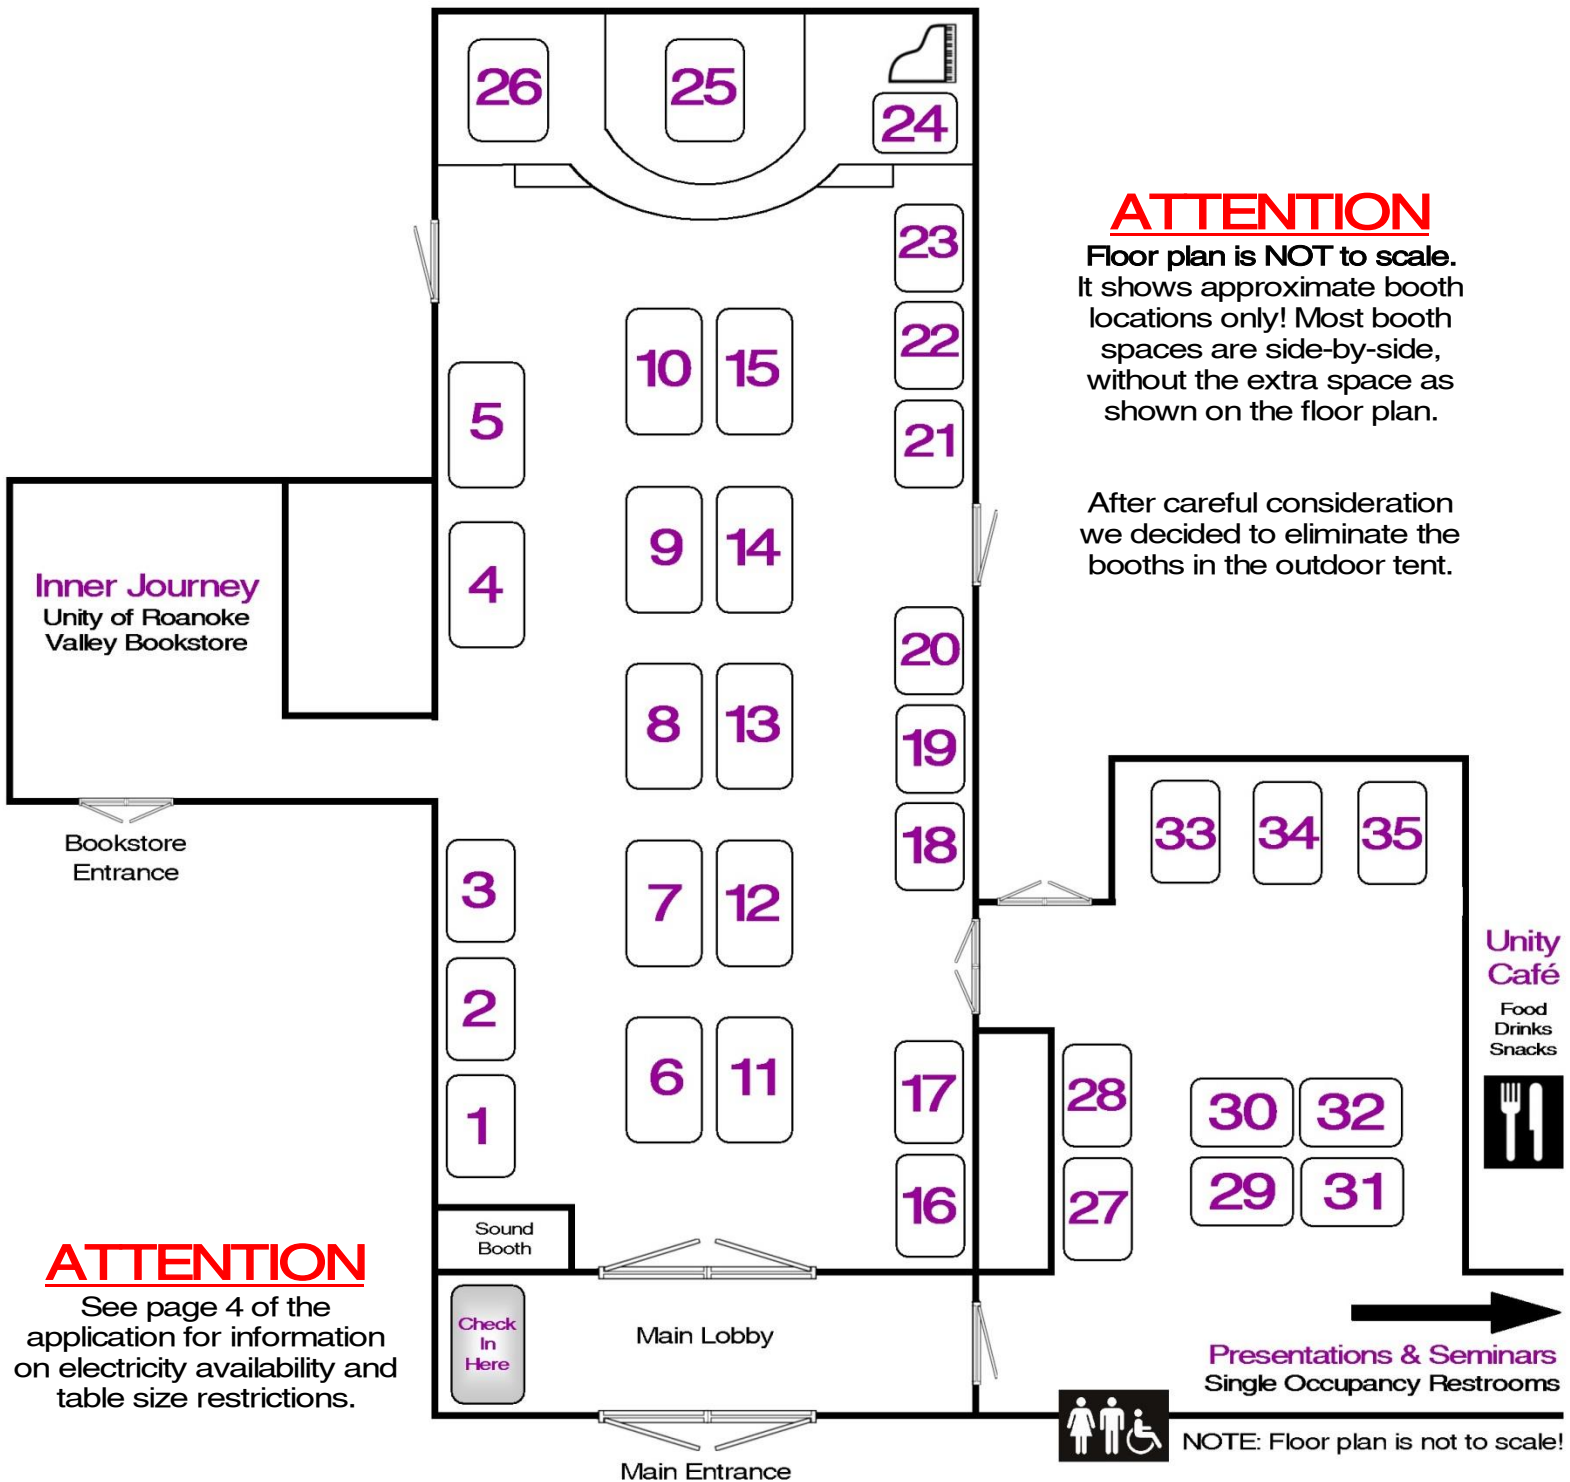 26
25
24
23
22
21
10
15
5
9
14
4
20
8
13
19
18
3
7
12
2
6
11
17
1
16
33
34
35
28
27
30
32
29
31
ATTENTION
Floor plan is NOT to scale.
It shows approximate booth
locations only! Most booth
spaces are side-by-side,
without the extra space as
shown on the floor plan.
After careful consideration
we decided to eliminate the
booths in the outdoor tent.
Inner Journey
Unity of Roanoke
Valley Bookstore
Bookstore
Entrance
Unity
Café
Food
Drinks
Snacks
Sound
Booth
ATTENTION
See page 4 of the
application for information
on electricity availability and
table size restrictions.
Check
In
Here
Main Lobby
Presentations & Seminars
Single Occupancy Restrooms
NOTE: Floor plan is not to scale!
Main Entrance